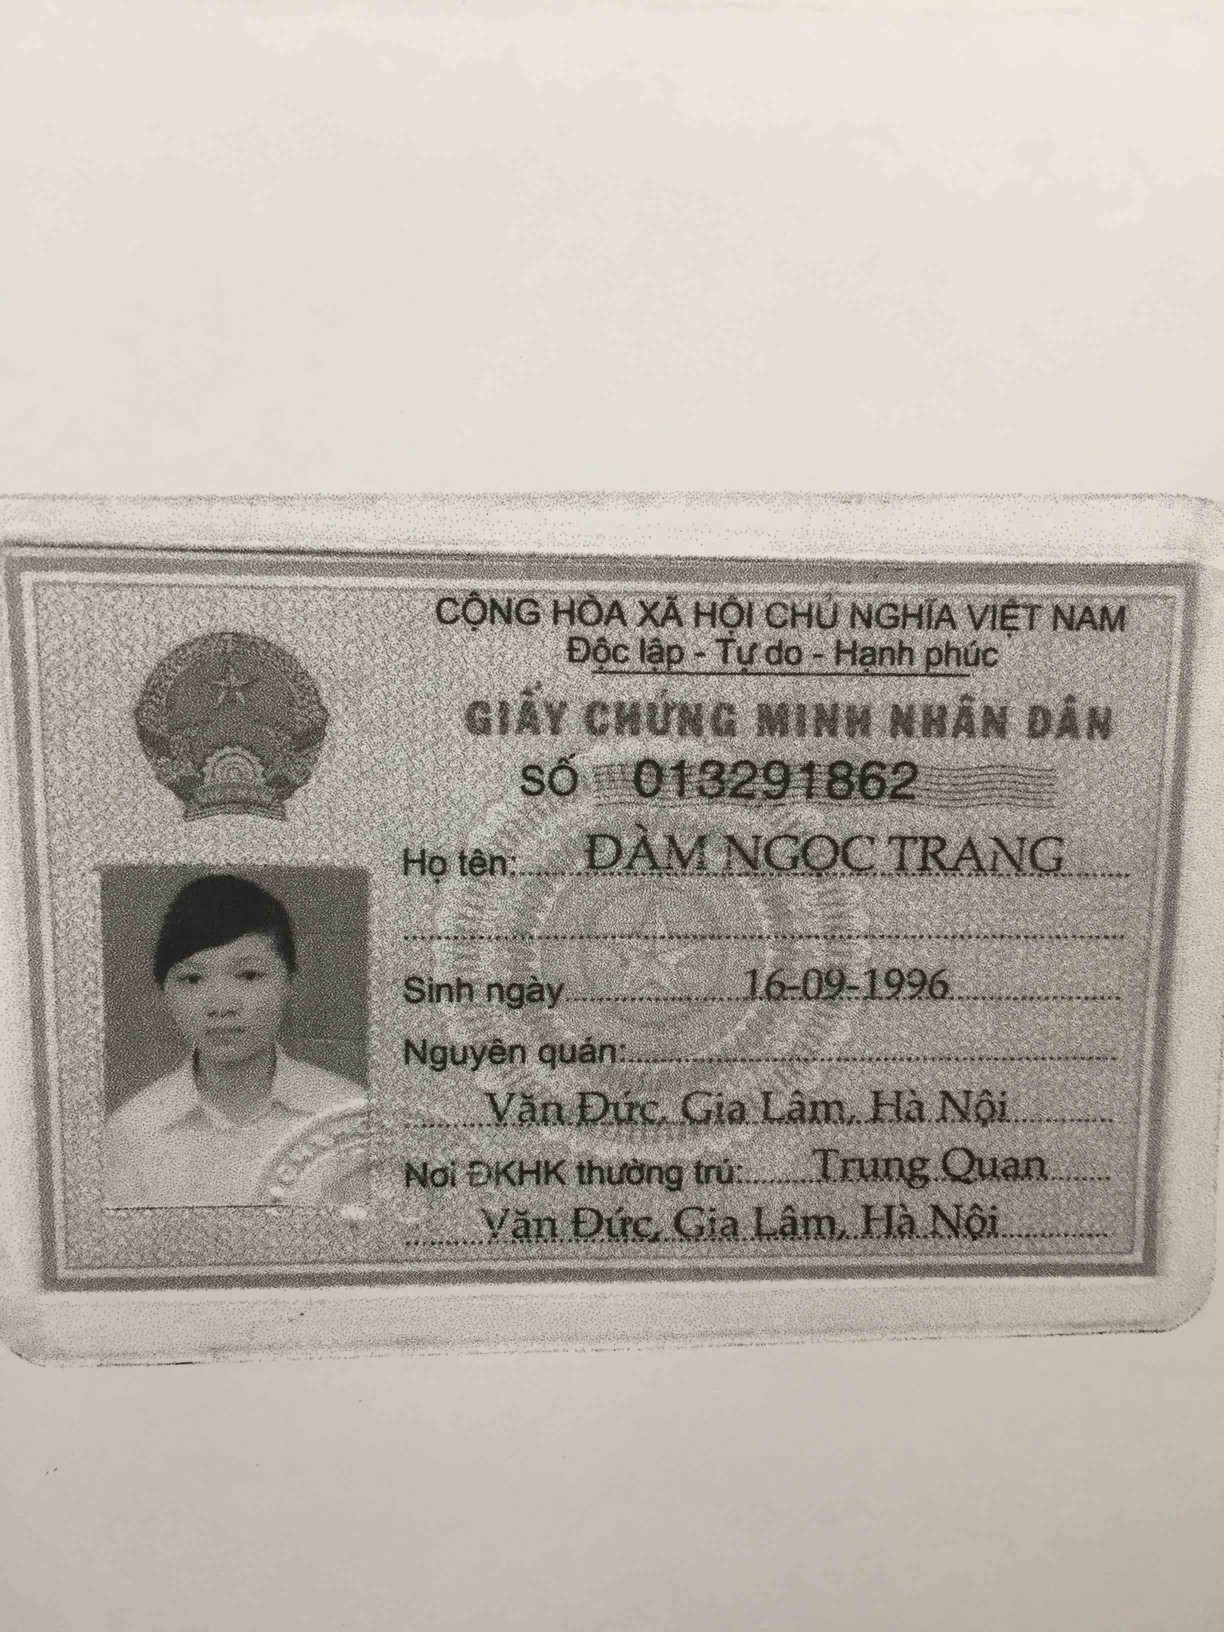 CỘNG HÒA XÃ HỘI CHỦ NGHĨA VIỆT NAM
Độc lập - Tự do - Hạnh phúc
GIẤY CHỨNG MINH NHÂN DÂN
SỐ 013291862
Họ tên: ĐÀM NGỌC TRANG
Sinh ngày 16-09-1996
Nguyên quán:
Văn Đức, Gia Lâm, Hà Nội
Nơi ĐKHK thường trú: Trung Quan
Văn Đức, Gia Lâm, Hà Nội